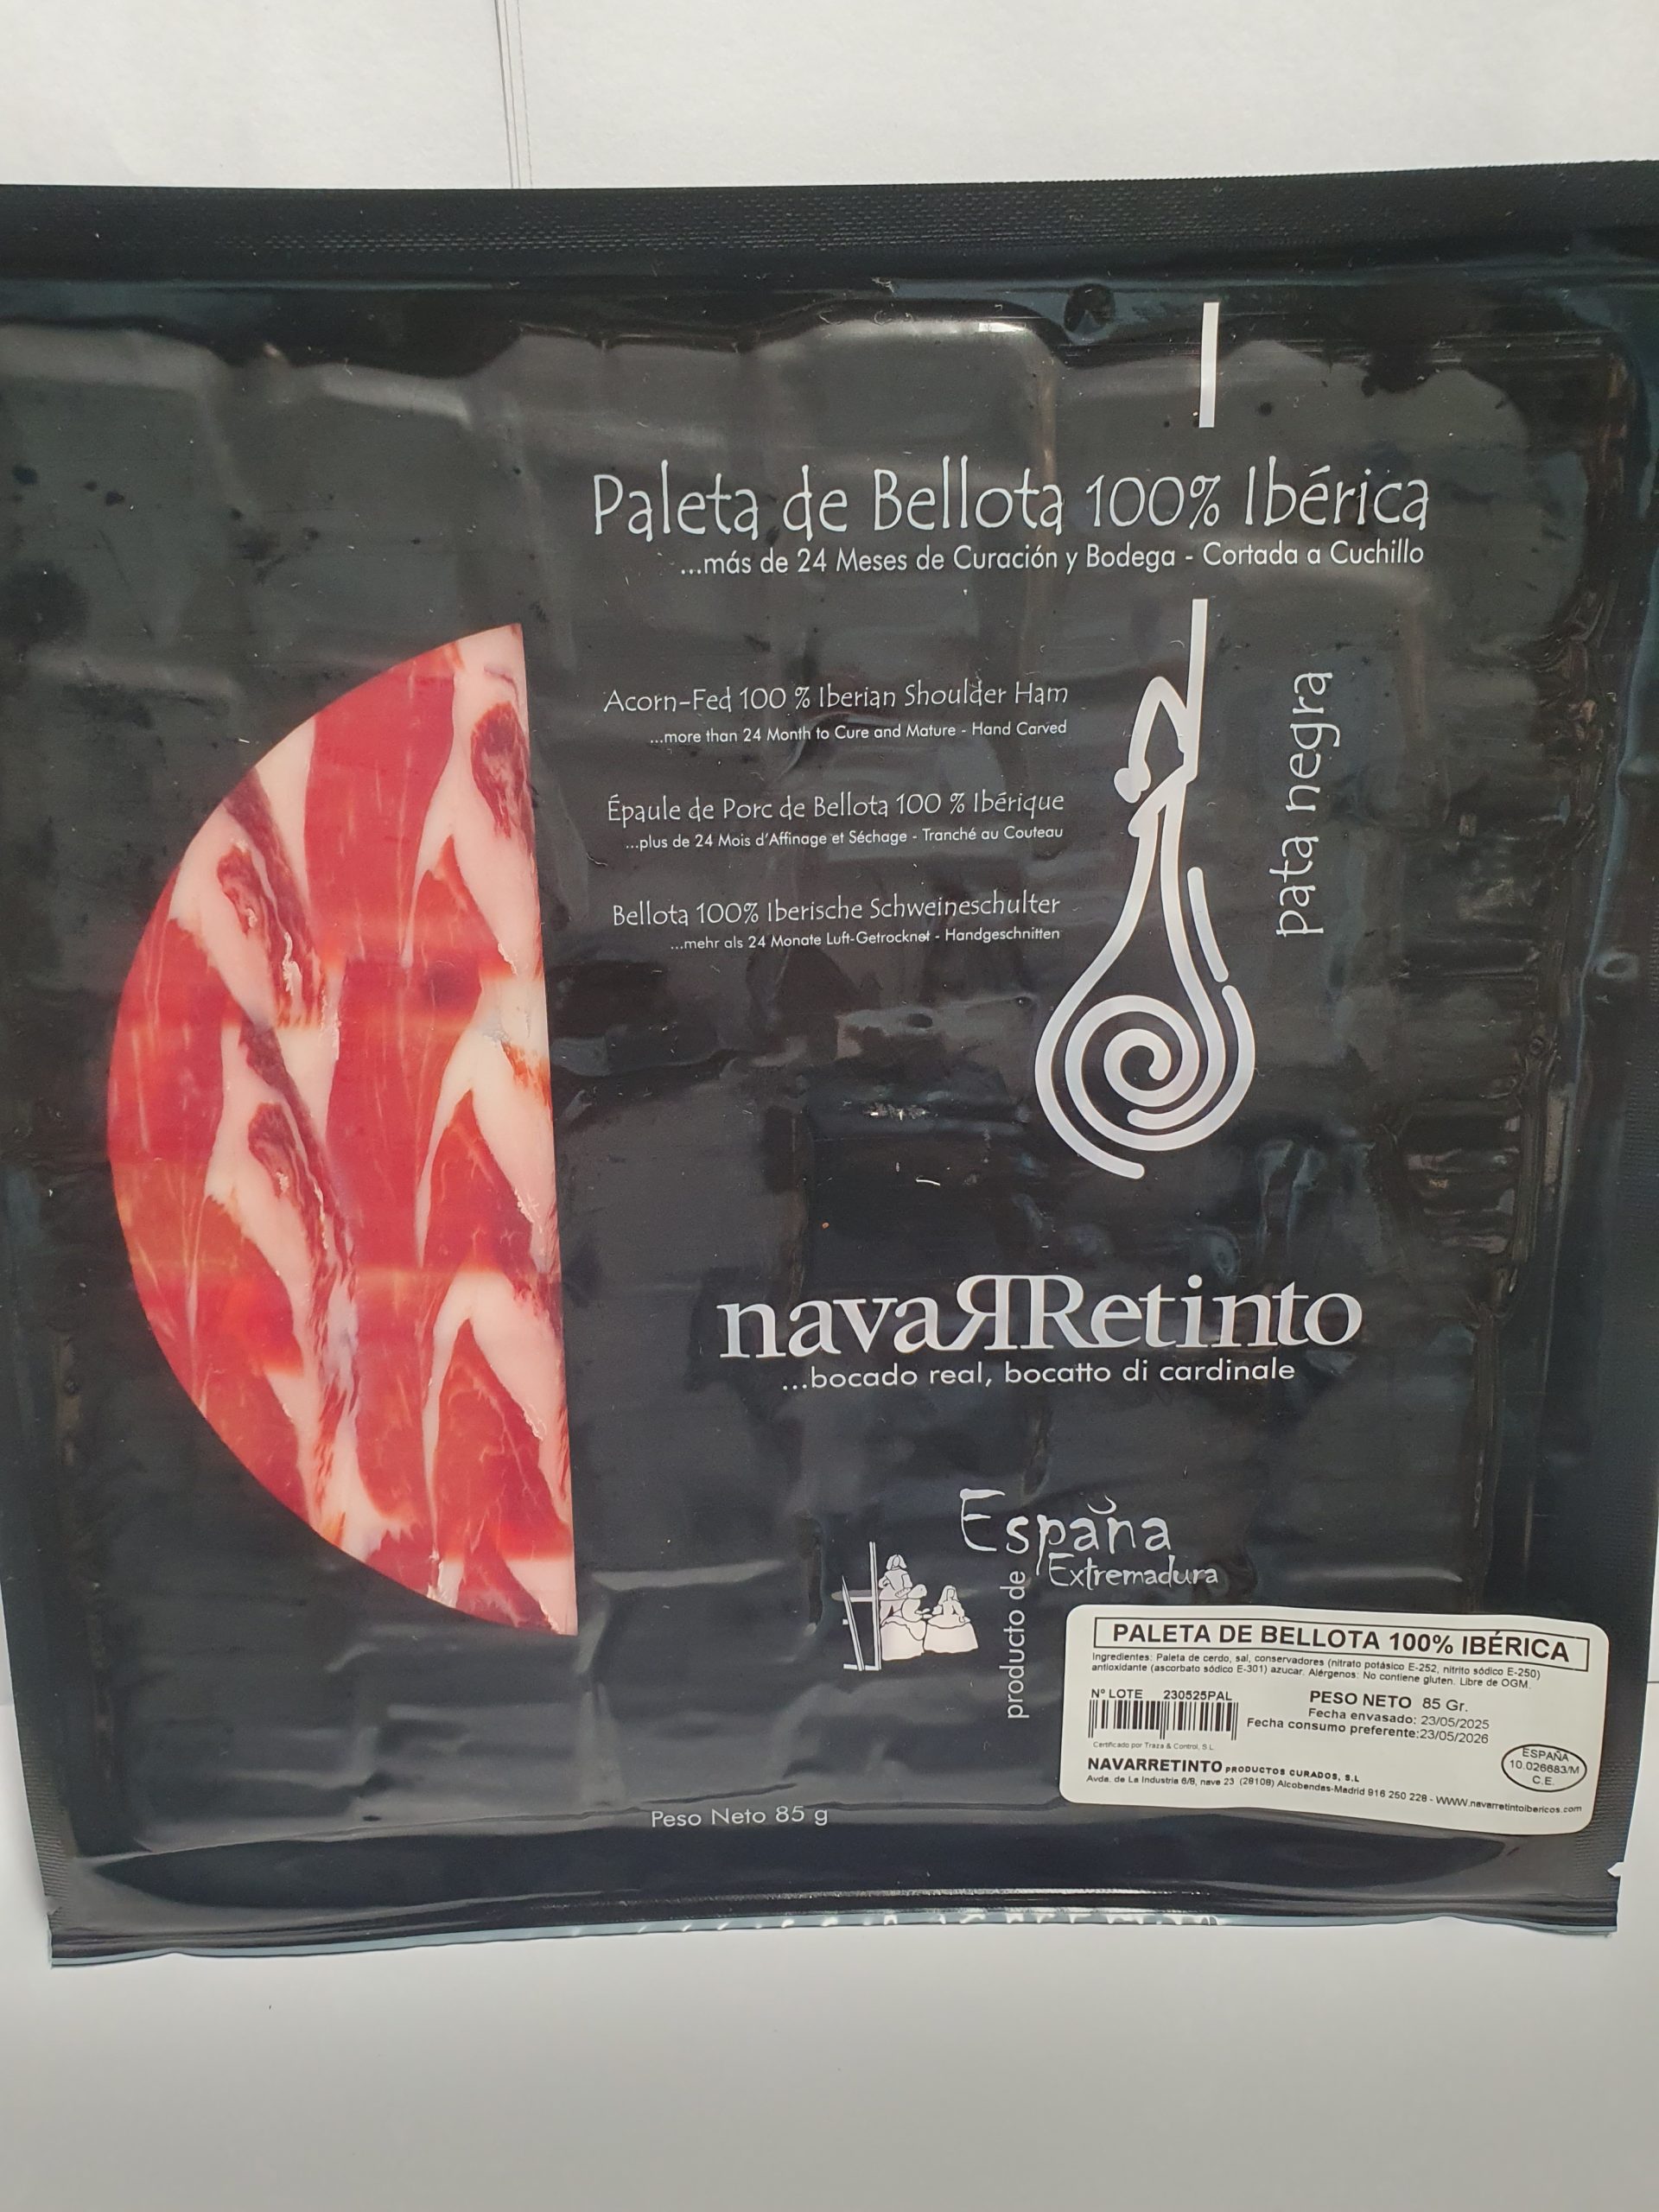 Paleta de Bellota 100% Ibérica
...más de 24 Meses de Curación y Bodega - Cortada a Cuchillo
Acorn-Fed 100 % Iberian Shoulder Ham
...more than 24 Month to Cure and Mature - Hand Carved
Épaule de Porc de Bellota 100 % Ibérique
...plus de 24 Mois d'Affinage et Séchage - Tranché au Couteau
Bellota 100% Iberische Schweineschulter
...mehr als 24 Monate Luft-Getrocknet - Handgeschnitten
pata negra
navaRRetinto
...bocado real, bocatto di cardinale
producto de
España
Extremadura
PALETA DE BELLOTA 100% IBÉRICA
Ingredientes: Paleta de cerdo, sal, conservadores (nitrato potásico E-252, nitrito sódico E-250)
antioxidante (ascorbato sódico E-301) azucar. Alérgenos: No contiene gluten. Libre de OGM.
Nº LOTE 230525PAL
PESO NETO 85 Gr.
Fecha envasado: 23/05/2025
Fecha consumo preferente:23/05/2026
Certificado por Traza & Control, S.L.
NAVARRETINTO PRODUCTOS CURADOS, S.L
Avda. de La Industria 6/8, nave 23 (28108) Alcobendas-Madrid 916 250 228 - WWW.navarretintoibericos.com
ESPAÑA
10.026683/M
C.E.
Peso Neto 85 g